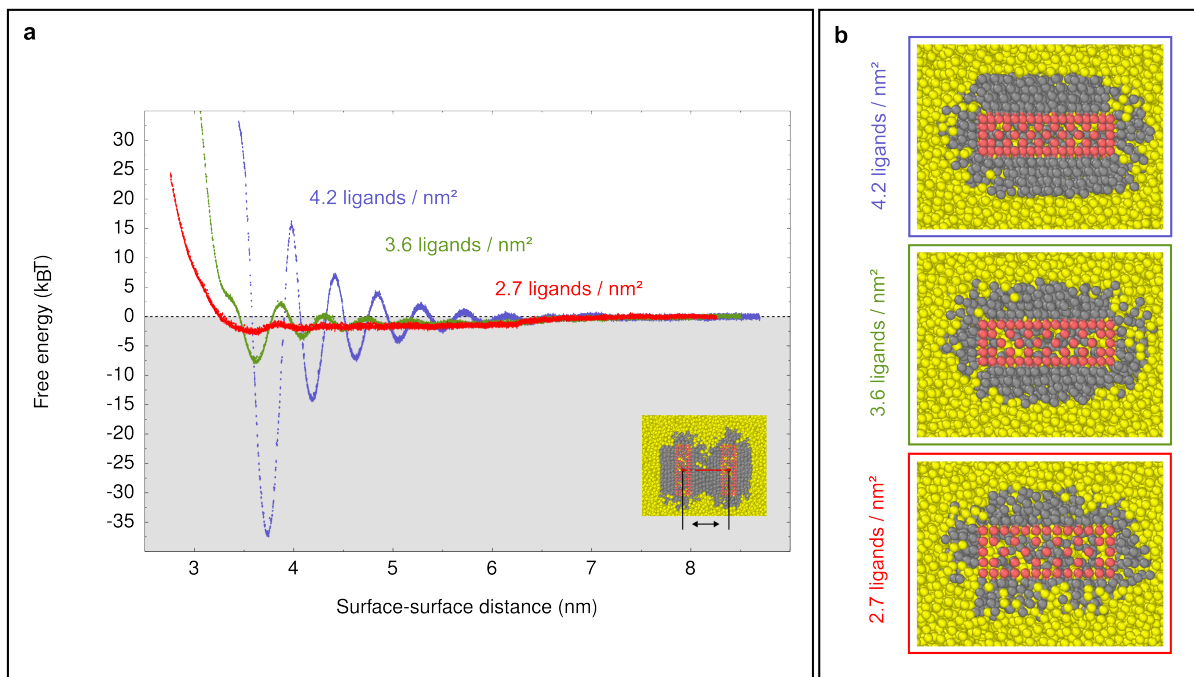 a
Free energy (kBT)
35
30
25
20
15
10
5
0
-5
-10
-15
-20
-25
-30
-35
4.2 ligands / nm²
3.6 ligands / nm²
2.7 ligands / nm²
3 4 5 6 7 8
Surface-surface distance (nm)
b
4.2 ligands / nm²
3.6 ligands / nm²
2.7 ligands / nm²